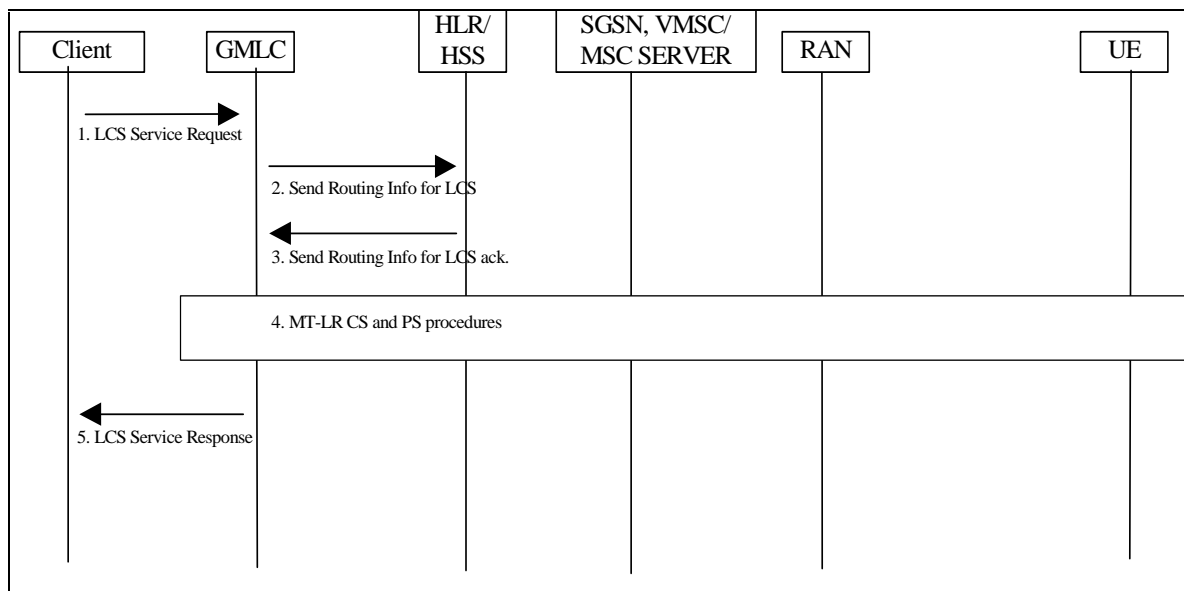 Client
GMLC
HLR/
HSS
SGSN, VMSC/
MSC SERVER
RAN
UE
1. LCS Service Request
2. Send Routing Info for LCS
3. Send Routing Info for LCS ack.
4. MT-LR CS and PS procedures
5. LCS Service Response